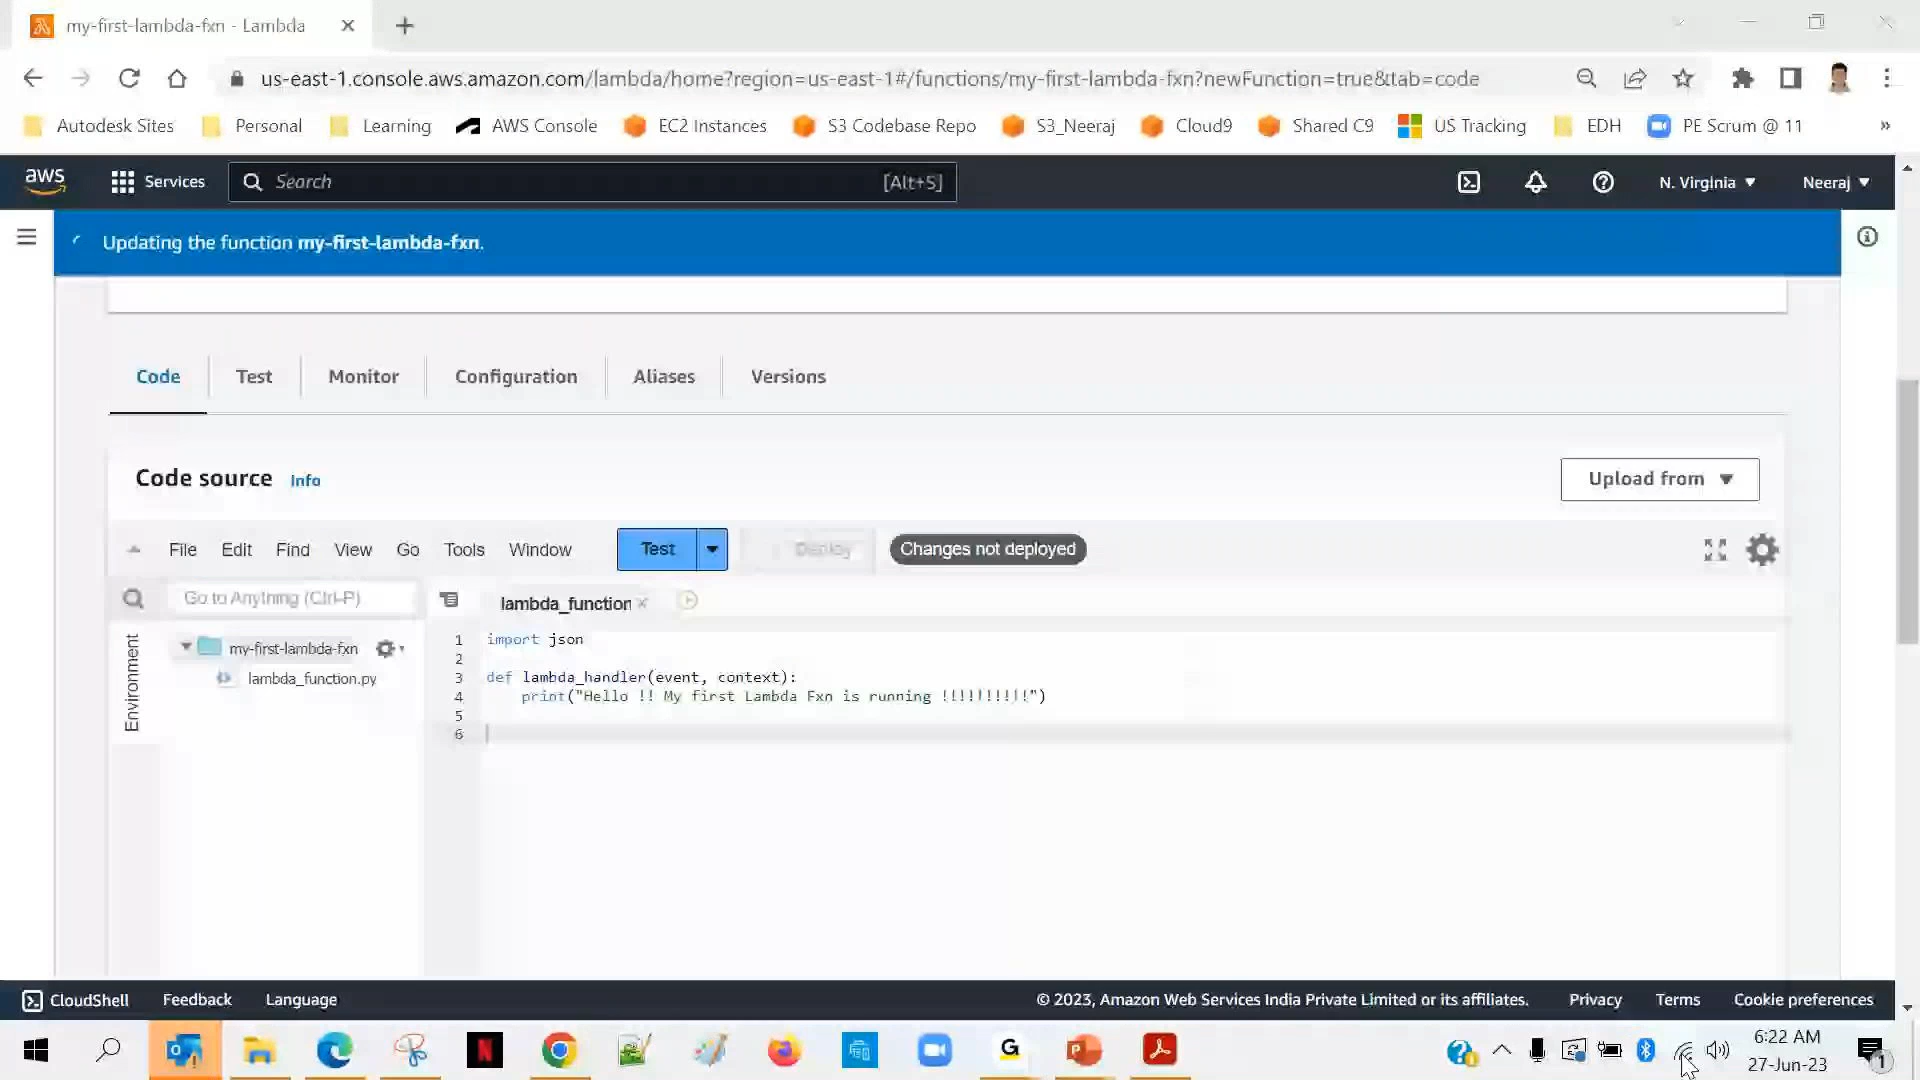 my-first-lambda-fxn - Lambda
us-east-1.console.aws.amazon.com/lambda/home?region=us-east-1#/functions/my-first-lambda-fxn?newFunction=true&tab=code
Autodesk Sites Personal Learning AWS Console EC2 Instances S3 Codebase Repo S3_Neeraj Cloud9 Shared C9 US Tracking EDH PE Scrum @ 11 »
aws Services Search [Alt+S] N. Virginia Neeraj
Updating the function my-first-lambda-fxn.
Code Test Monitor Configuration Aliases Versions
Code source Info Upload from
File Edit Find View Go Tools Window Test Deploy Changes not deployed
Go to Anything (Ctrl-P) lambda_function
Environment
my-first-lambda-fxn
lambda_function.py
1 import json
2
3 def lambda_handler(event, context):
4 print("Hello !! My first Lambda Fxn is running !!!!!!!!!!")
5
6
CloudShell Feedback Language © 2023, Amazon Web Services India Private Limited or its affiliates. Privacy Terms Cookie preferences
6:22 AM
27-Jun-23
1